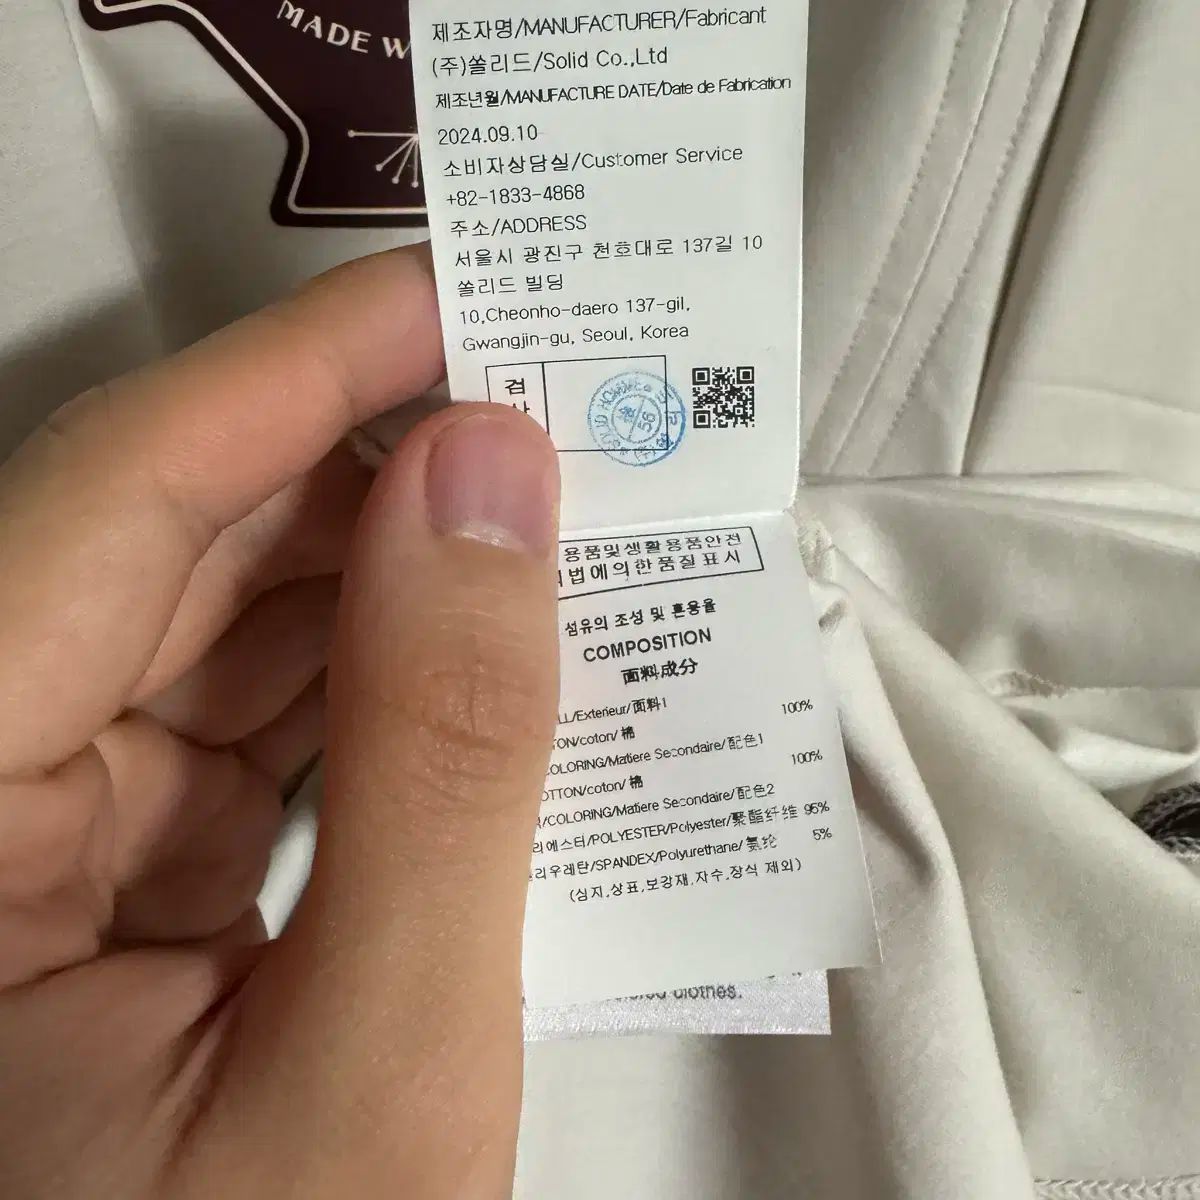 MADE W
제조자명/MANUFACTURER/Fabricant
(주)쏠리드/Solid Co.,Ltd
제조년월/MANUFACTURE DATE/Date de Fabrication
2024.09.10
소비자상담실/Customer Service
+82-1833-4868
주소/ADDRESS
서울시 광진구 천호대로 137길 10
쏠리드 빌딩
10,Cheonho-daero 137-gil,
Gwangjin-gu, Seoul, Korea
검
용품및생활용품안전
법에의한품질표시
섬유의 조성 및 혼용율
COMPOSITION
面料成分
LL/Exterieur/面料1
TON/coton/ 棉 100%
COLORING/Matiere Secondaire/配色1
OTTON/coton/ 棉 100%
/COLORING/Matiere Secondaire/配色2
리에스터/POLYESTER/Polyester/聚酯纤维 95%
리우레탄/SPANDEX/Polyurethane/氨纶 5%
(심지,상표,보강재,자수,장식 제외)
clothes.